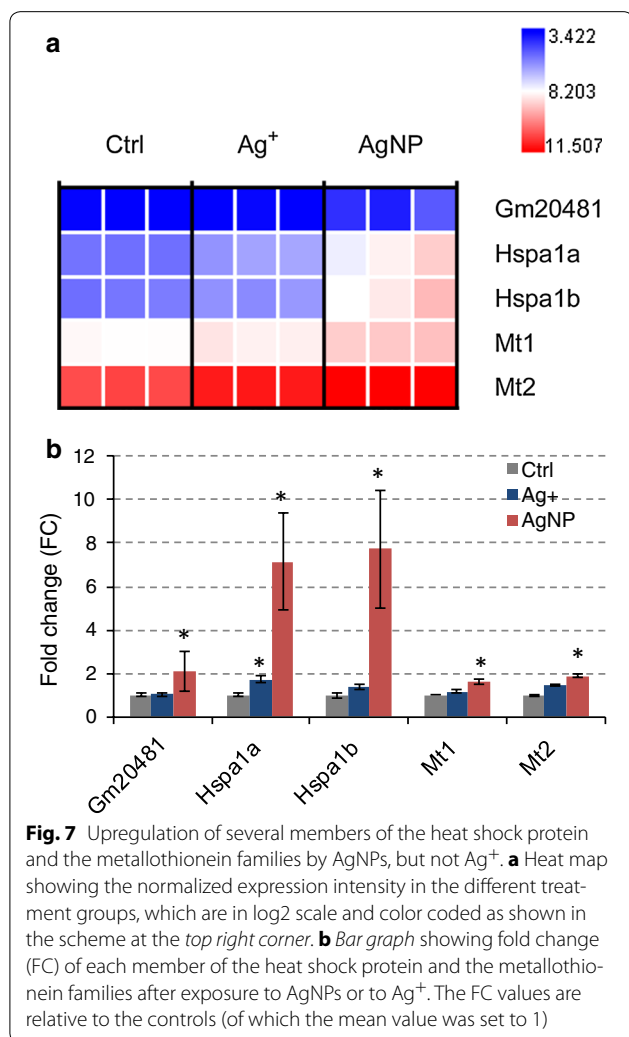 a
3.422
8.203
11.507
Ctrl Ag⁺ AgNP
Gm20481
Hspa1a
Hspa1b
Mt1
Mt2
b
12
10
8
6
4
2
0
Fold change (FC)
Ctrl
Ag+
AgNP
*
*
*
*
*
*
Gm20481
Hspa1a
Hspa1b
Mt1
Mt2
Fig. 7 Upregulation of several members of the heat shock protein
and the metallothionein families by AgNPs, but not Ag⁺. a Heat map
showing the normalized expression intensity in the different treat-
ment groups, which are in log2 scale and color coded as shown in
the scheme at the top right corner. b Bar graph showing fold change
(FC) of each member of the heat shock protein and the metallothio-
nein families after exposure to AgNPs or to Ag⁺. The FC values are
relative to the controls (of which the mean value was set to 1)